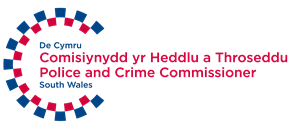 De Cymru
Comisiynydd yr Heddlu a Throseddu
Police and Crime Commissioner
South Wales